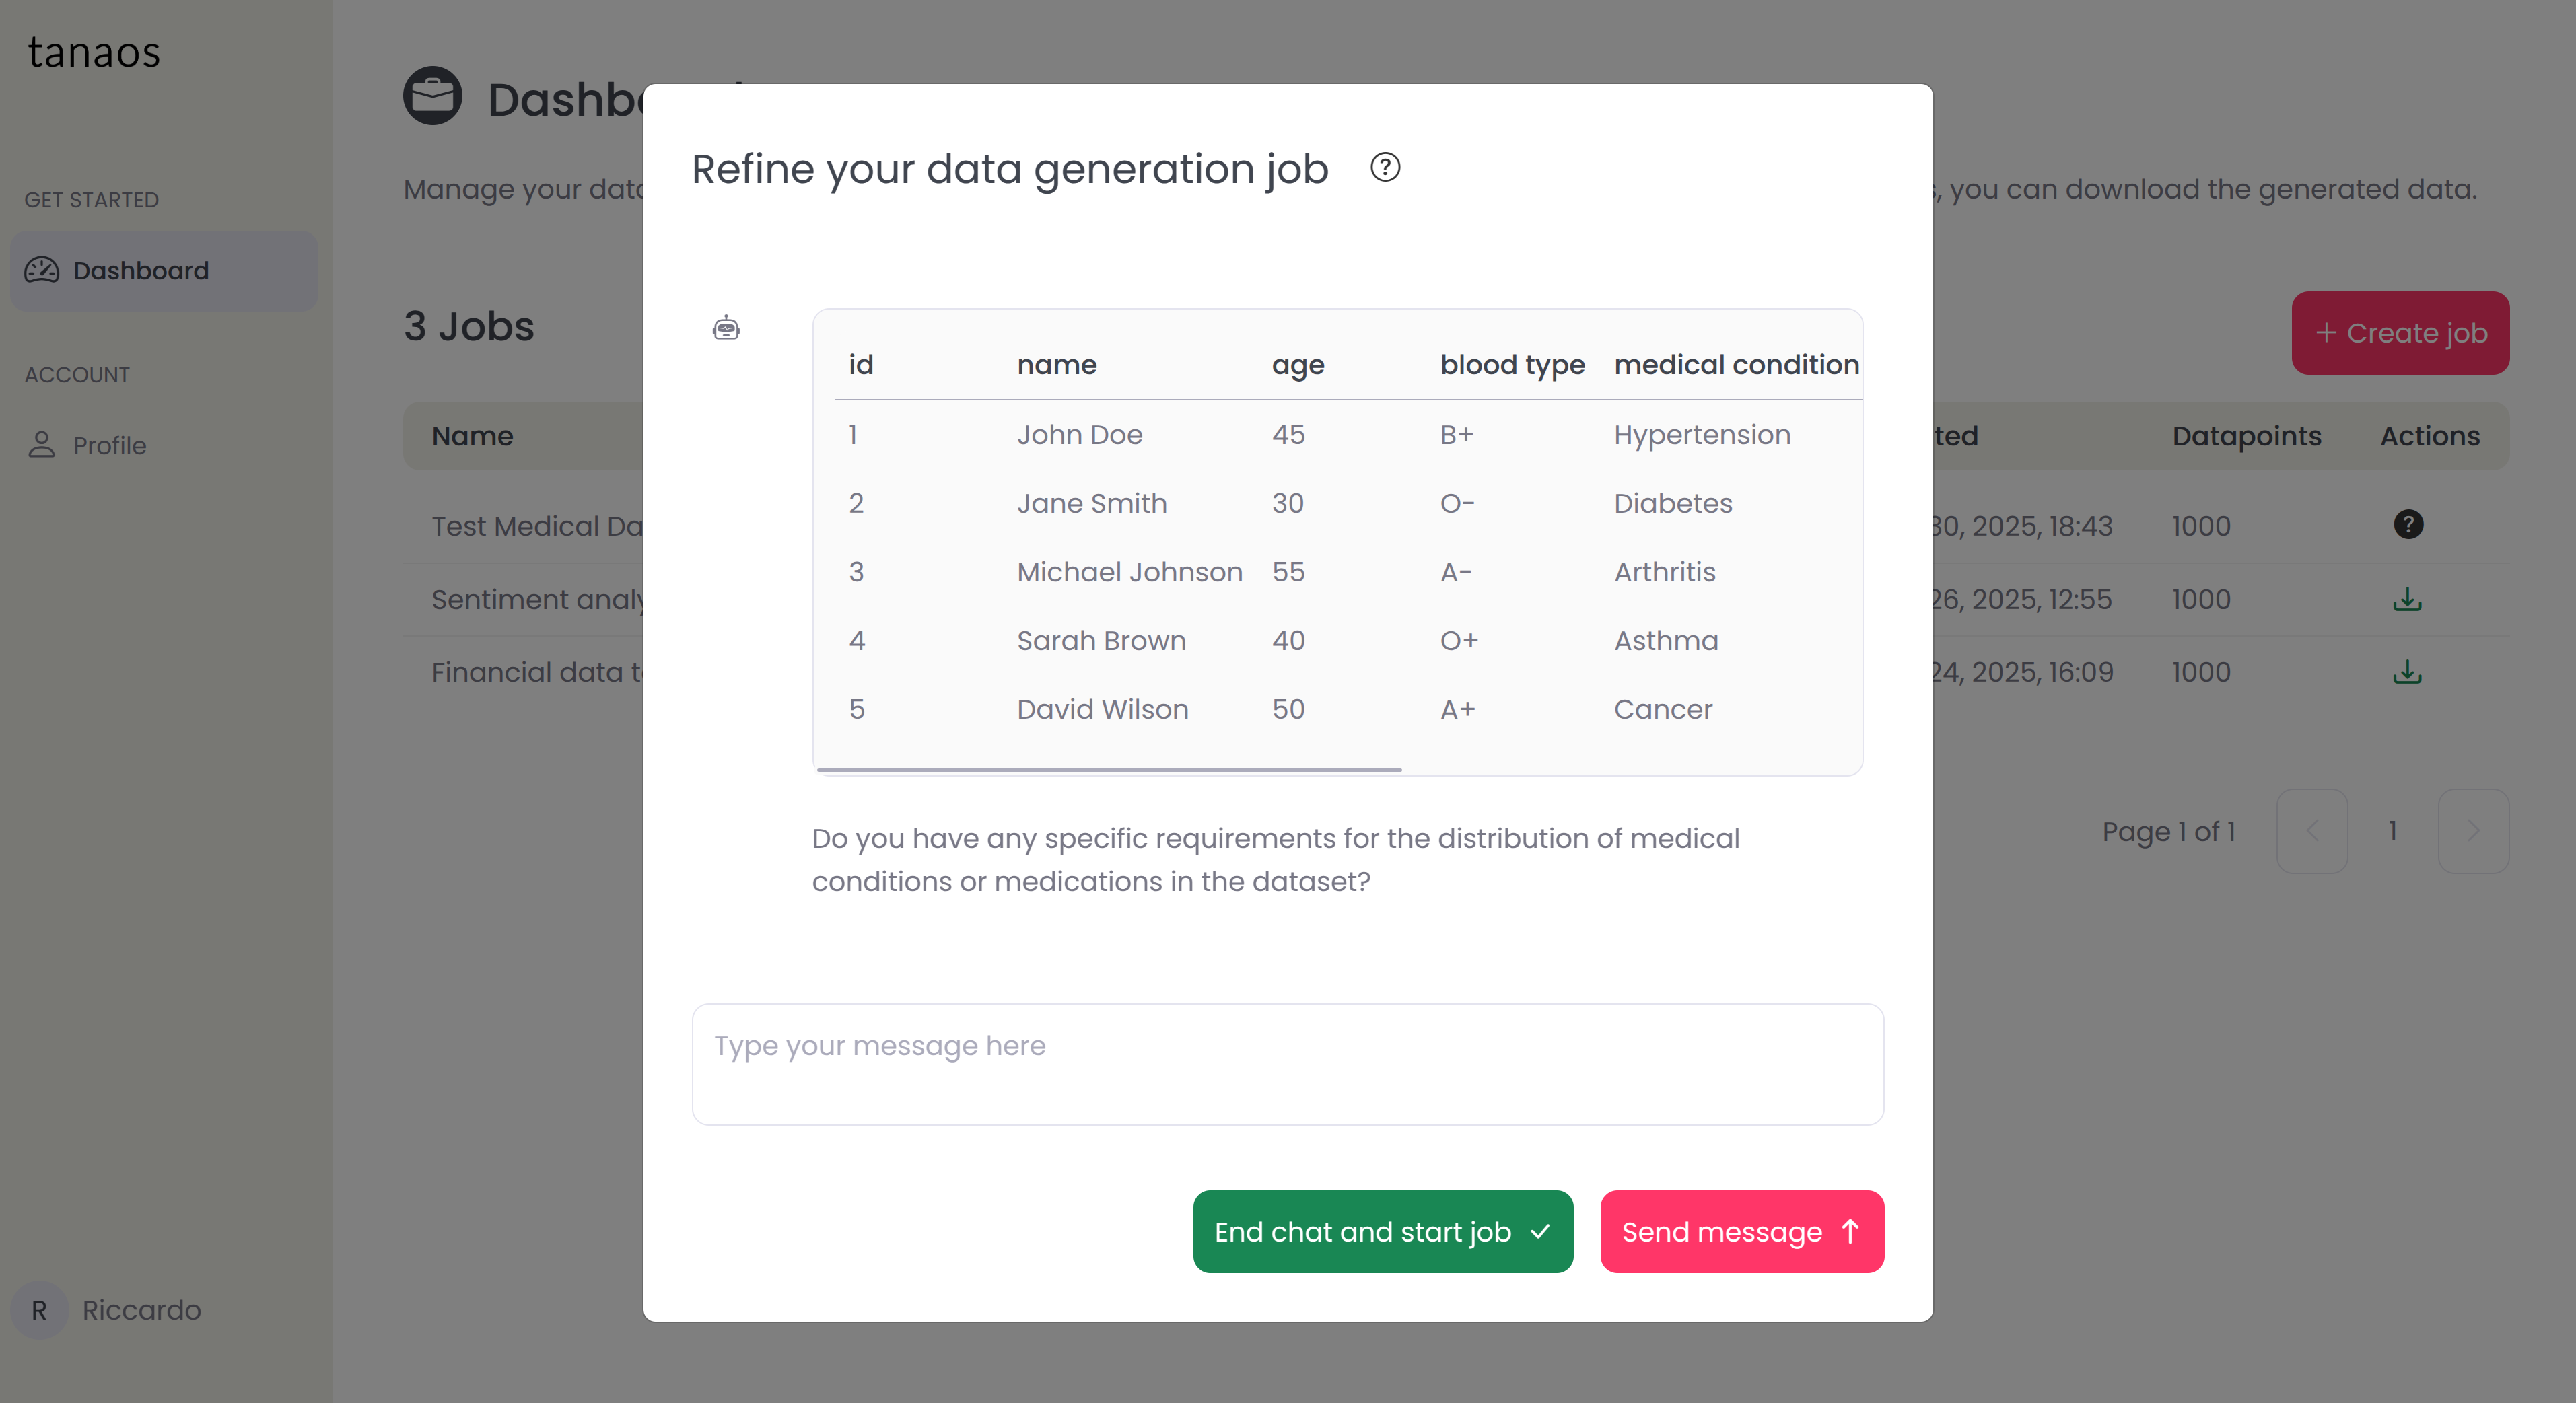 tanaos
GET STARTED
Dashboard
ACCOUNT
Profile
R Riccardo
Manage your
, you can download the generated data.
3 Jobs
+ Create job
Name Datapoints Actions
Test Medical 30, 2025, 18:43 1000 ?
Sentiment 26, 2025, 12:55 1000
Financial data 24, 2025, 16:09 1000
Page 1 of 1 < 1 >
Refine your data generation job ?
id name age blood type medical condition
1 John Doe 45 B+ Hypertension
2 Jane Smith 30 O- Diabetes
3 Michael Johnson 55 A- Arthritis
4 Sarah Brown 40 O+ Asthma
5 David Wilson 50 A+ Cancer
Do you have any specific requirements for the distribution of medical
conditions or medications in the dataset?
Type your message here
End chat and start job
Send message